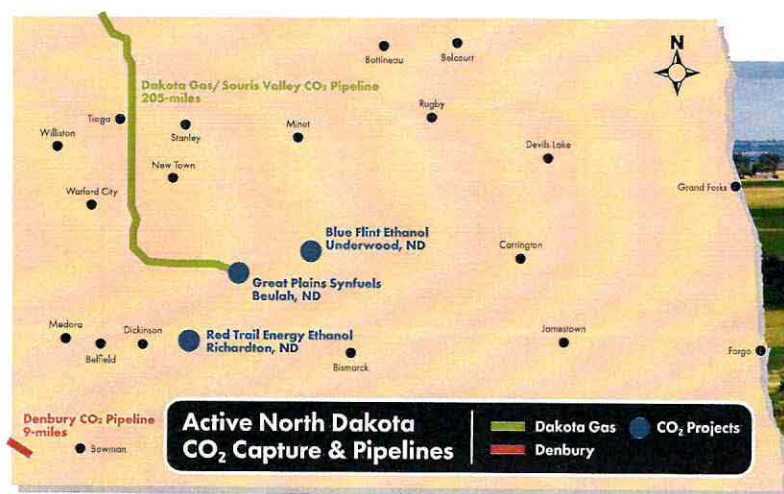 N
Bottineau
Belcourt
Dakota Gas/Souris Valley CO₂ Pipeline
205-miles
Tioga
Stanley
Minot
Rugby
Williston
Devils Lake
New Town
Watford City
Grand Forks
Blue Flint Ethanol
Underwood, ND
Carrington
Great Plains Synfuels
Beulah, ND
Medora
Belfield
Dickinson
Red Trail Energy Ethanol
Richardton, ND
Bismarck
Jamestown
Fargo
Denbury CO₂ Pipeline
9-miles
Bowman
Active North Dakota
CO₂ Capture & Pipelines
Dakota Gas
CO₂ Projects
Denbury